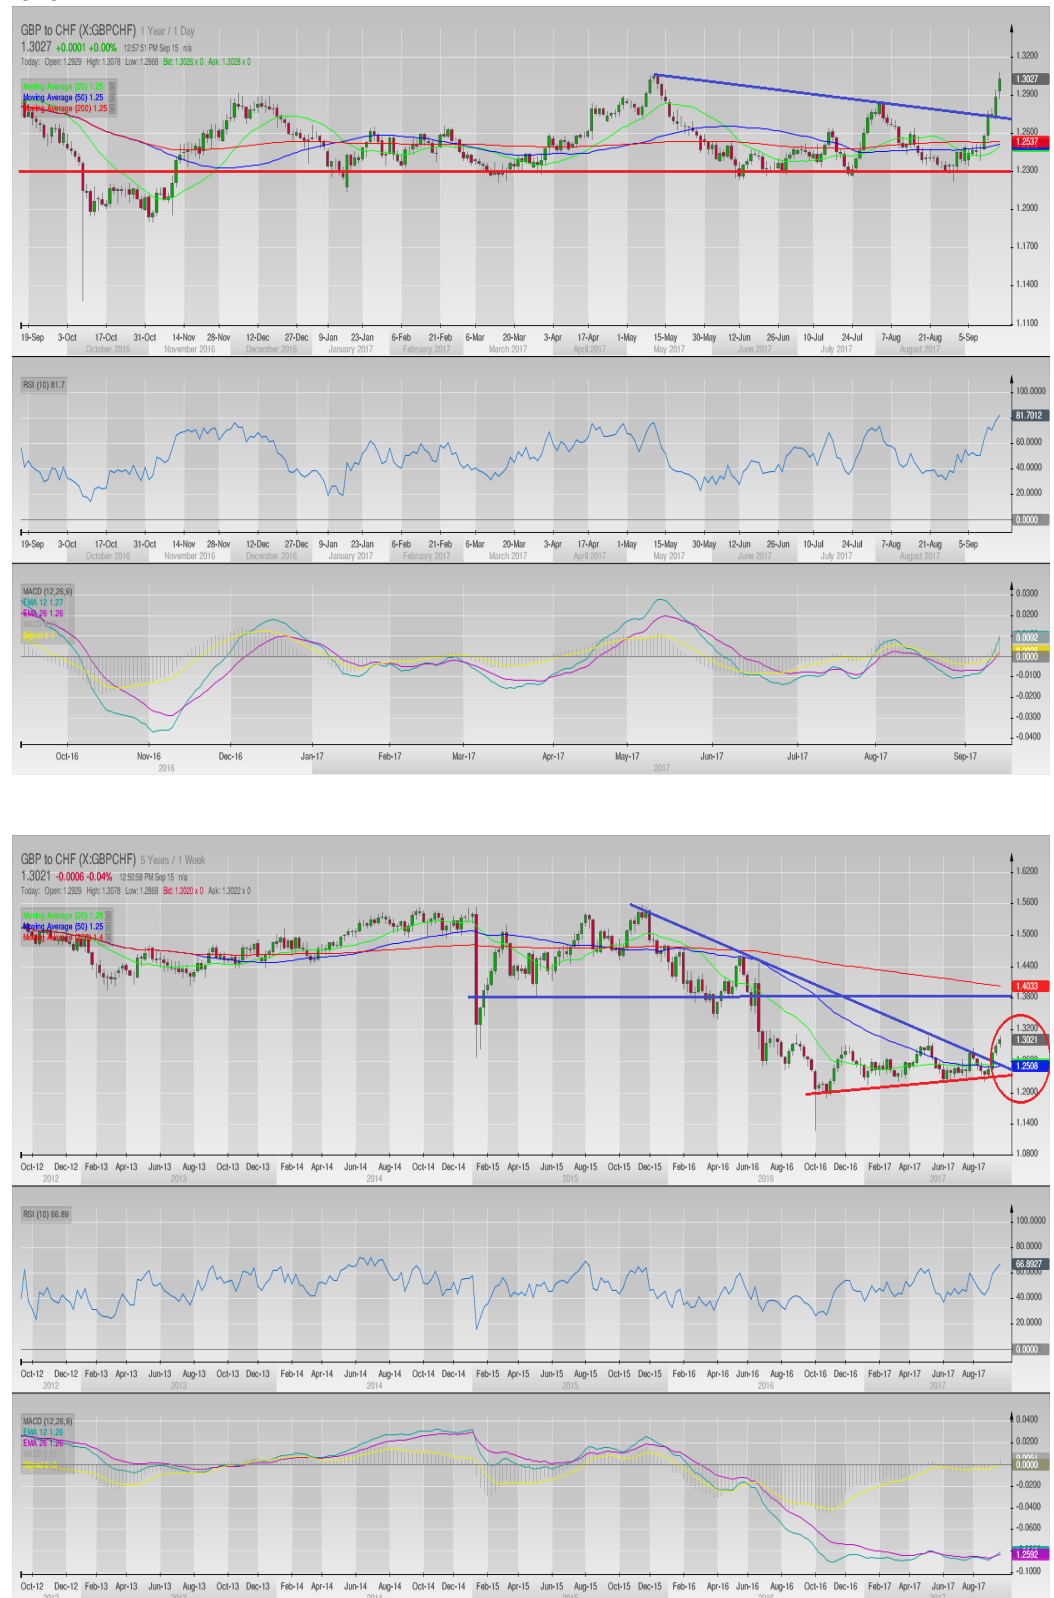 GBP to CHF (X:GBPCHF) 1 Year / 1 Day
1.3027 +0.0001 +0.00% 12:57:51 PM Sep 15 n/a
Today: Open: 1.2929 High: 1.3078 Low: 1.2868 Bid: 1.3026 x 0 Ask: 1.3028 x 0
Moving Average (20) 1.25
Moving Average (50) 1.25
Moving Average (200) 1.25
1.3200
1.3027
1.2900
1.2600
1.2537
1.2300
1.2000
1.1700
1.1400
1.1100
19-Sep 3-Oct 17-Oct 31-Oct 14-Nov 28-Nov 12-Dec 27-Dec 9-Jan 23-Jan 6-Feb 21-Feb 6-Mar 20-Mar 3-Apr 17-Apr 1-May 15-May 30-May 12-Jun 26-Jun 10-Jul 24-Jul 7-Aug 21-Aug 5-Sep
October 2016 November 2016 December 2016 January 2017 February 2017 March 2017 April 2017 May 2017 June 2017 July 2017 August 2017
RSI (10) 81.7
100.0000
81.7012
60.0000
40.0000
20.0000
0.0000
19-Sep 3-Oct 17-Oct 31-Oct 14-Nov 28-Nov 12-Dec 27-Dec 9-Jan 23-Jan 6-Feb 21-Feb 6-Mar 20-Mar 3-Apr 17-Apr 1-May 15-May 30-May 12-Jun 26-Jun 10-Jul 24-Jul 7-Aug 21-Aug 5-Sep
October 2016 November 2016 December 2016 January 2017 February 2017 March 2017 April 2017 May 2017 June 2017 July 2017 August 2017
MACD (12,26,9)
EMA 12 1.27
EMA 26 1.26
0.0300
0.0200
0.0092
0.0000
-0.0100
-0.0200
-0.0300
-0.0400
Oct-16 Nov-16 Dec-16 Jan-17 Feb-17 Mar-17 Apr-17 May-17 Jun-17 Jul-17 Aug-17 Sep-17
2016 2017
GBP to CHF (X:GBPCHF) 5 Years / 1 Week
1.3021 -0.0006 -0.04% 12:50:58 PM Sep 15 n/a
Today: Open: 1.2929 High: 1.3078 Low: 1.2868 Bid: 1.3020 x 0 Ask: 1.3022 x 0
Moving Average (20) 1.25
Moving Average (50) 1.25
Moving Average (200) 1.4
1.6200
1.5600
1.5000
1.4400
1.4033
1.3800
1.3200
1.3021
1.2508
1.2000
1.1400
1.0800
Oct-12 Dec-12 Feb-13 Apr-13 Jun-13 Aug-13 Oct-13 Dec-13 Feb-14 Apr-14 Jun-14 Aug-14 Oct-14 Dec-14 Feb-15 Apr-15 Jun-15 Aug-15 Oct-15 Dec-15 Feb-16 Apr-16 Jun-16 Aug-16 Oct-16 Dec-16 Feb-17 Apr-17 Jun-17 Aug-17
2012 2013 2014 2015 2016 2017
RSI (10) 66.89
100.0000
80.0000
66.8927
40.0000
20.0000
0.0000
Oct-12 Dec-12 Feb-13 Apr-13 Jun-13 Aug-13 Oct-13 Dec-13 Feb-14 Apr-14 Jun-14 Aug-14 Oct-14 Dec-14 Feb-15 Apr-15 Jun-15 Aug-15 Oct-15 Dec-15 Feb-16 Apr-16 Jun-16 Aug-16 Oct-16 Dec-16 Feb-17 Apr-17 Jun-17 Aug-17
2012 2013 2014 2015 2016 2017
MACD (12,26,9)
EMA 12 1.26
EMA 26 1.26
0.0400
0.0200
0.0000
-0.0200
-0.0400
-0.0600
1.2592
-0.1000
Oct-12 Dec-12 Feb-13 Apr-13 Jun-13 Aug-13 Oct-13 Dec-13 Feb-14 Apr-14 Jun-14 Aug-14 Oct-14 Dec-14 Feb-15 Apr-15 Jun-15 Aug-15 Oct-15 Dec-15 Feb-16 Apr-16 Jun-16 Aug-16 Oct-16 Dec-16 Feb-17 Apr-17 Jun-17 Aug-17